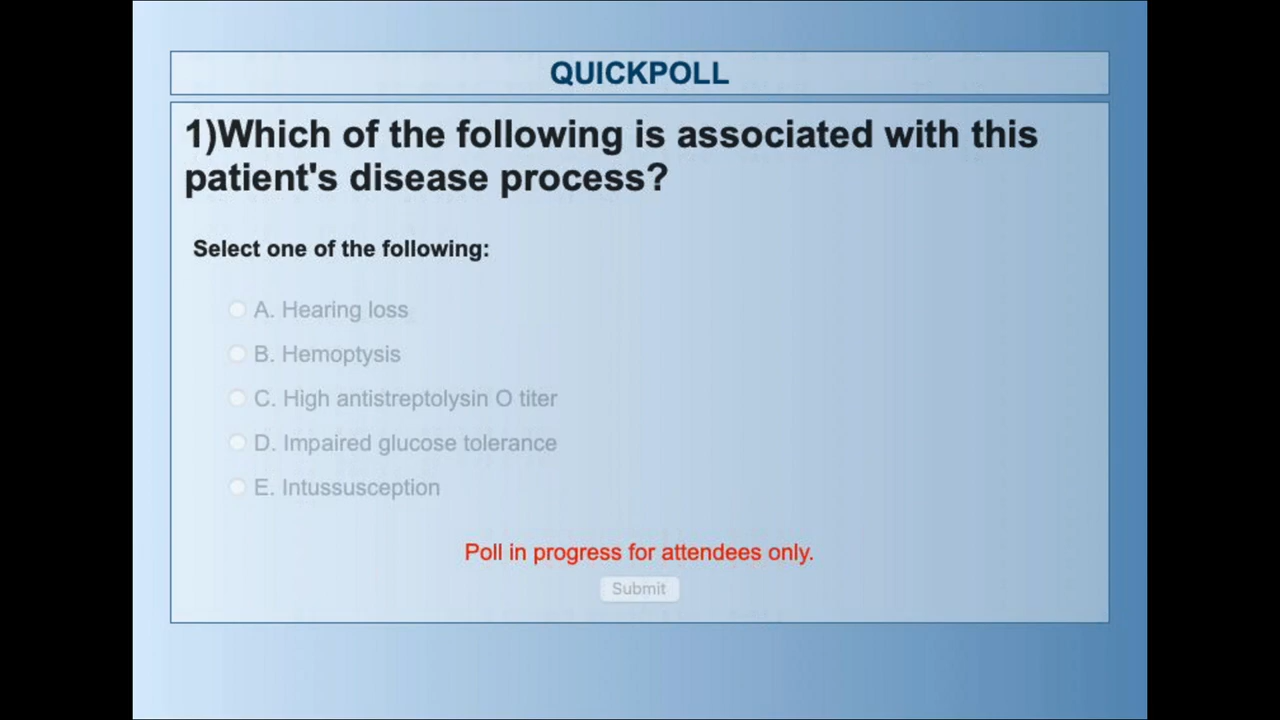 QUICKPOLL
1)Which of the following is associated with this
patient's disease process?
Select one of the following:
A. Hearing loss
B. Hemoptysis
C. High antistreptolysin O titer
D. Impaired glucose tolerance
E. Intussusception
Poll in progress for attendees only.
Submit